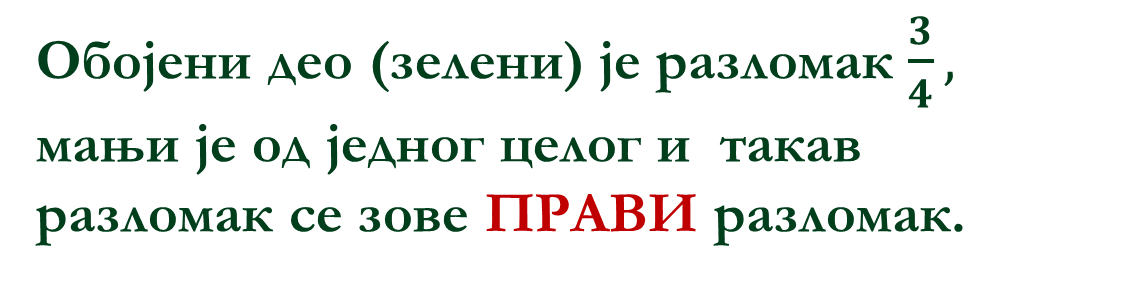 Обојени део (зелени) је разломак 3/4,
мањи је од једног целог и такав
разломак се зове ПРАВИ разломак.